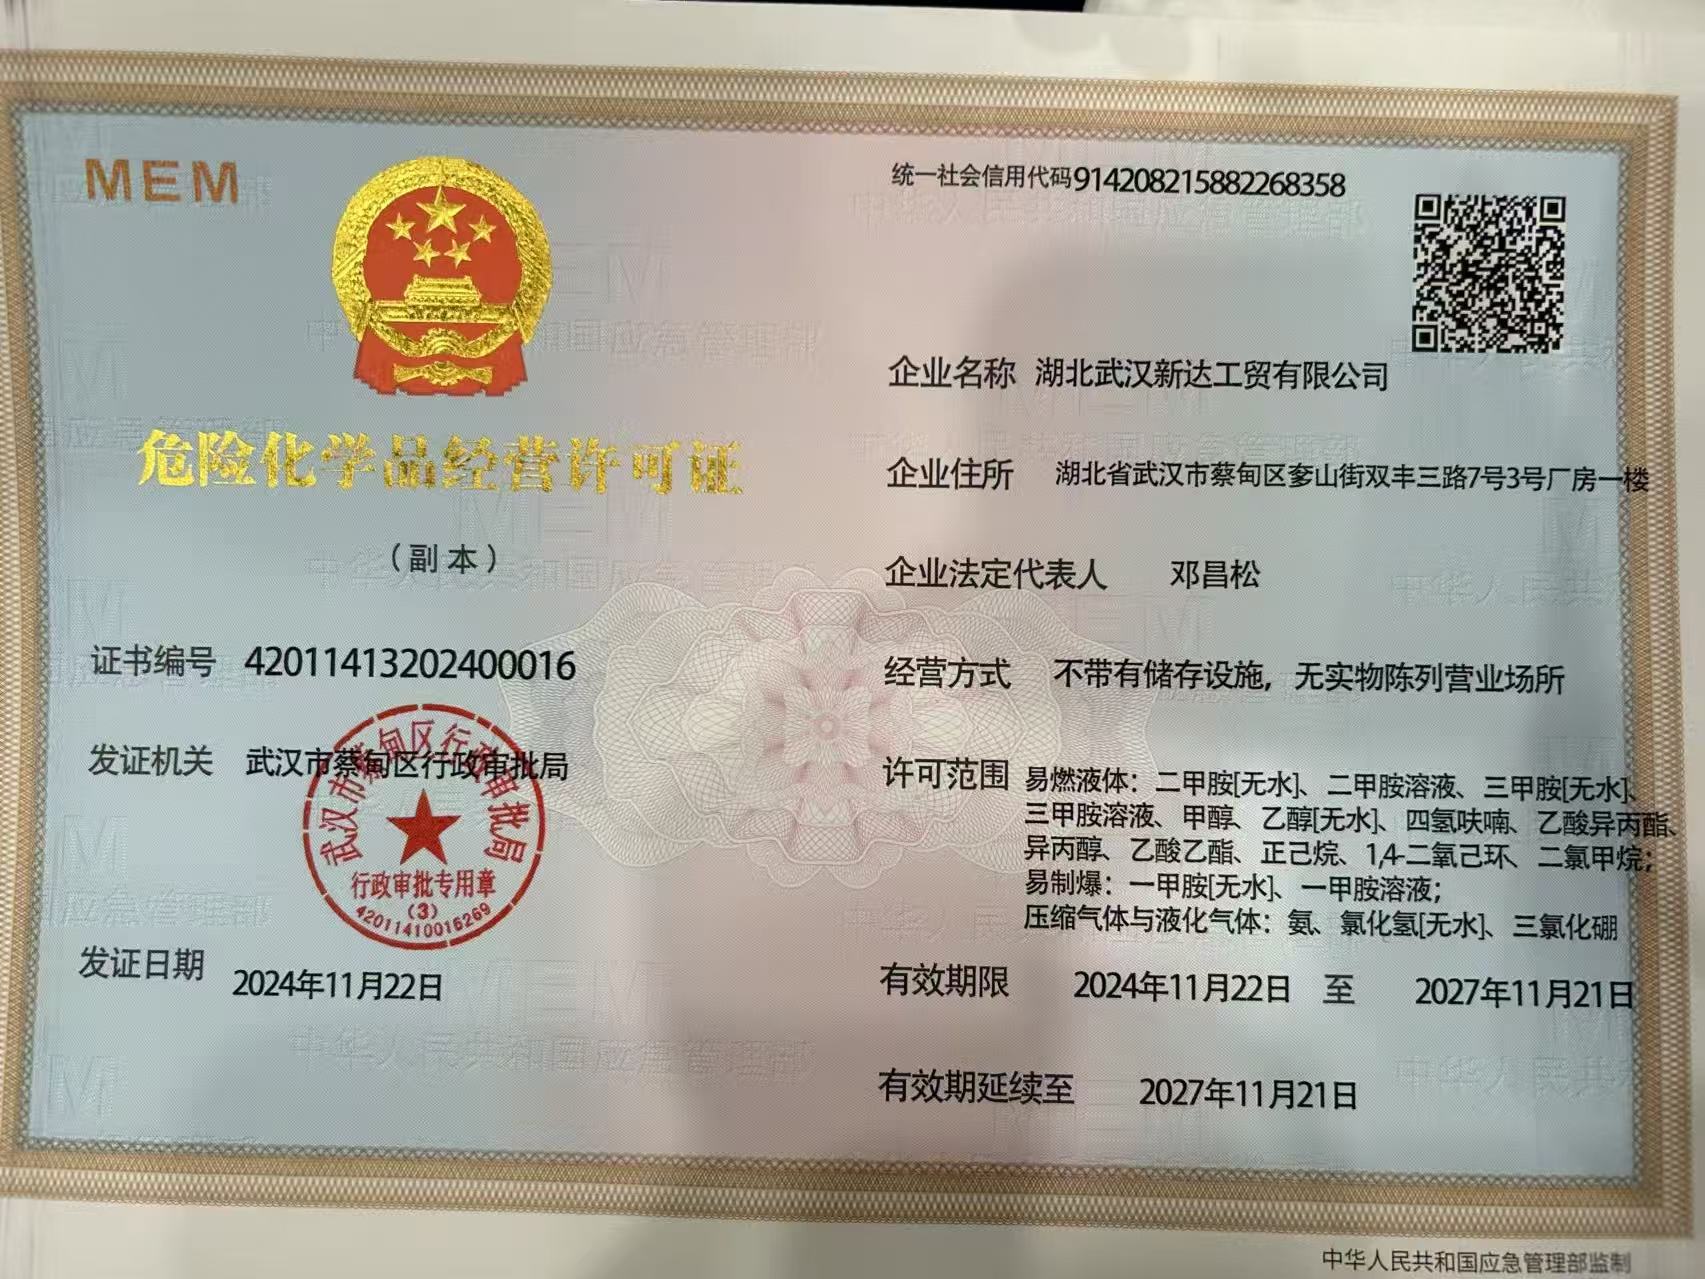 MEM
危险化学品经营许可证
（副本）
证书编号 42011413202400016
发证机关 武汉市蔡甸区行政审批局
武汉市蔡甸区行政审批局
行政审批专用章
（3）
42011410016269
发证日期 2024年11月22日
统一社会信用代码914208215882268358
企业名称 湖北武汉新达工贸有限公司
企业住所 湖北省武汉市蔡甸区奓山街双丰三路7号3号厂房一楼
企业法定代表人 邓昌松
经营方式 不带有储存设施，无实物陈列营业场所
许可范围 易燃液体：二甲胺[无水]、二甲胺溶液、三甲胺[无水]、
三甲胺溶液、甲醇、乙醇[无水]、四氢呋喃、乙酸异丙酯、
异丙醇、乙酸乙酯、正己烷、1,4-二氧己环、二氯甲烷；
易制爆：一甲胺[无水]、一甲胺溶液；
压缩气体与液化气体：氨、氯化氢[无水]、三氯化硼
有效期限 2024年11月22日 至 2027年11月21日
有效期延续至 2027年11月21日
中华人民共和国应急管理部监制